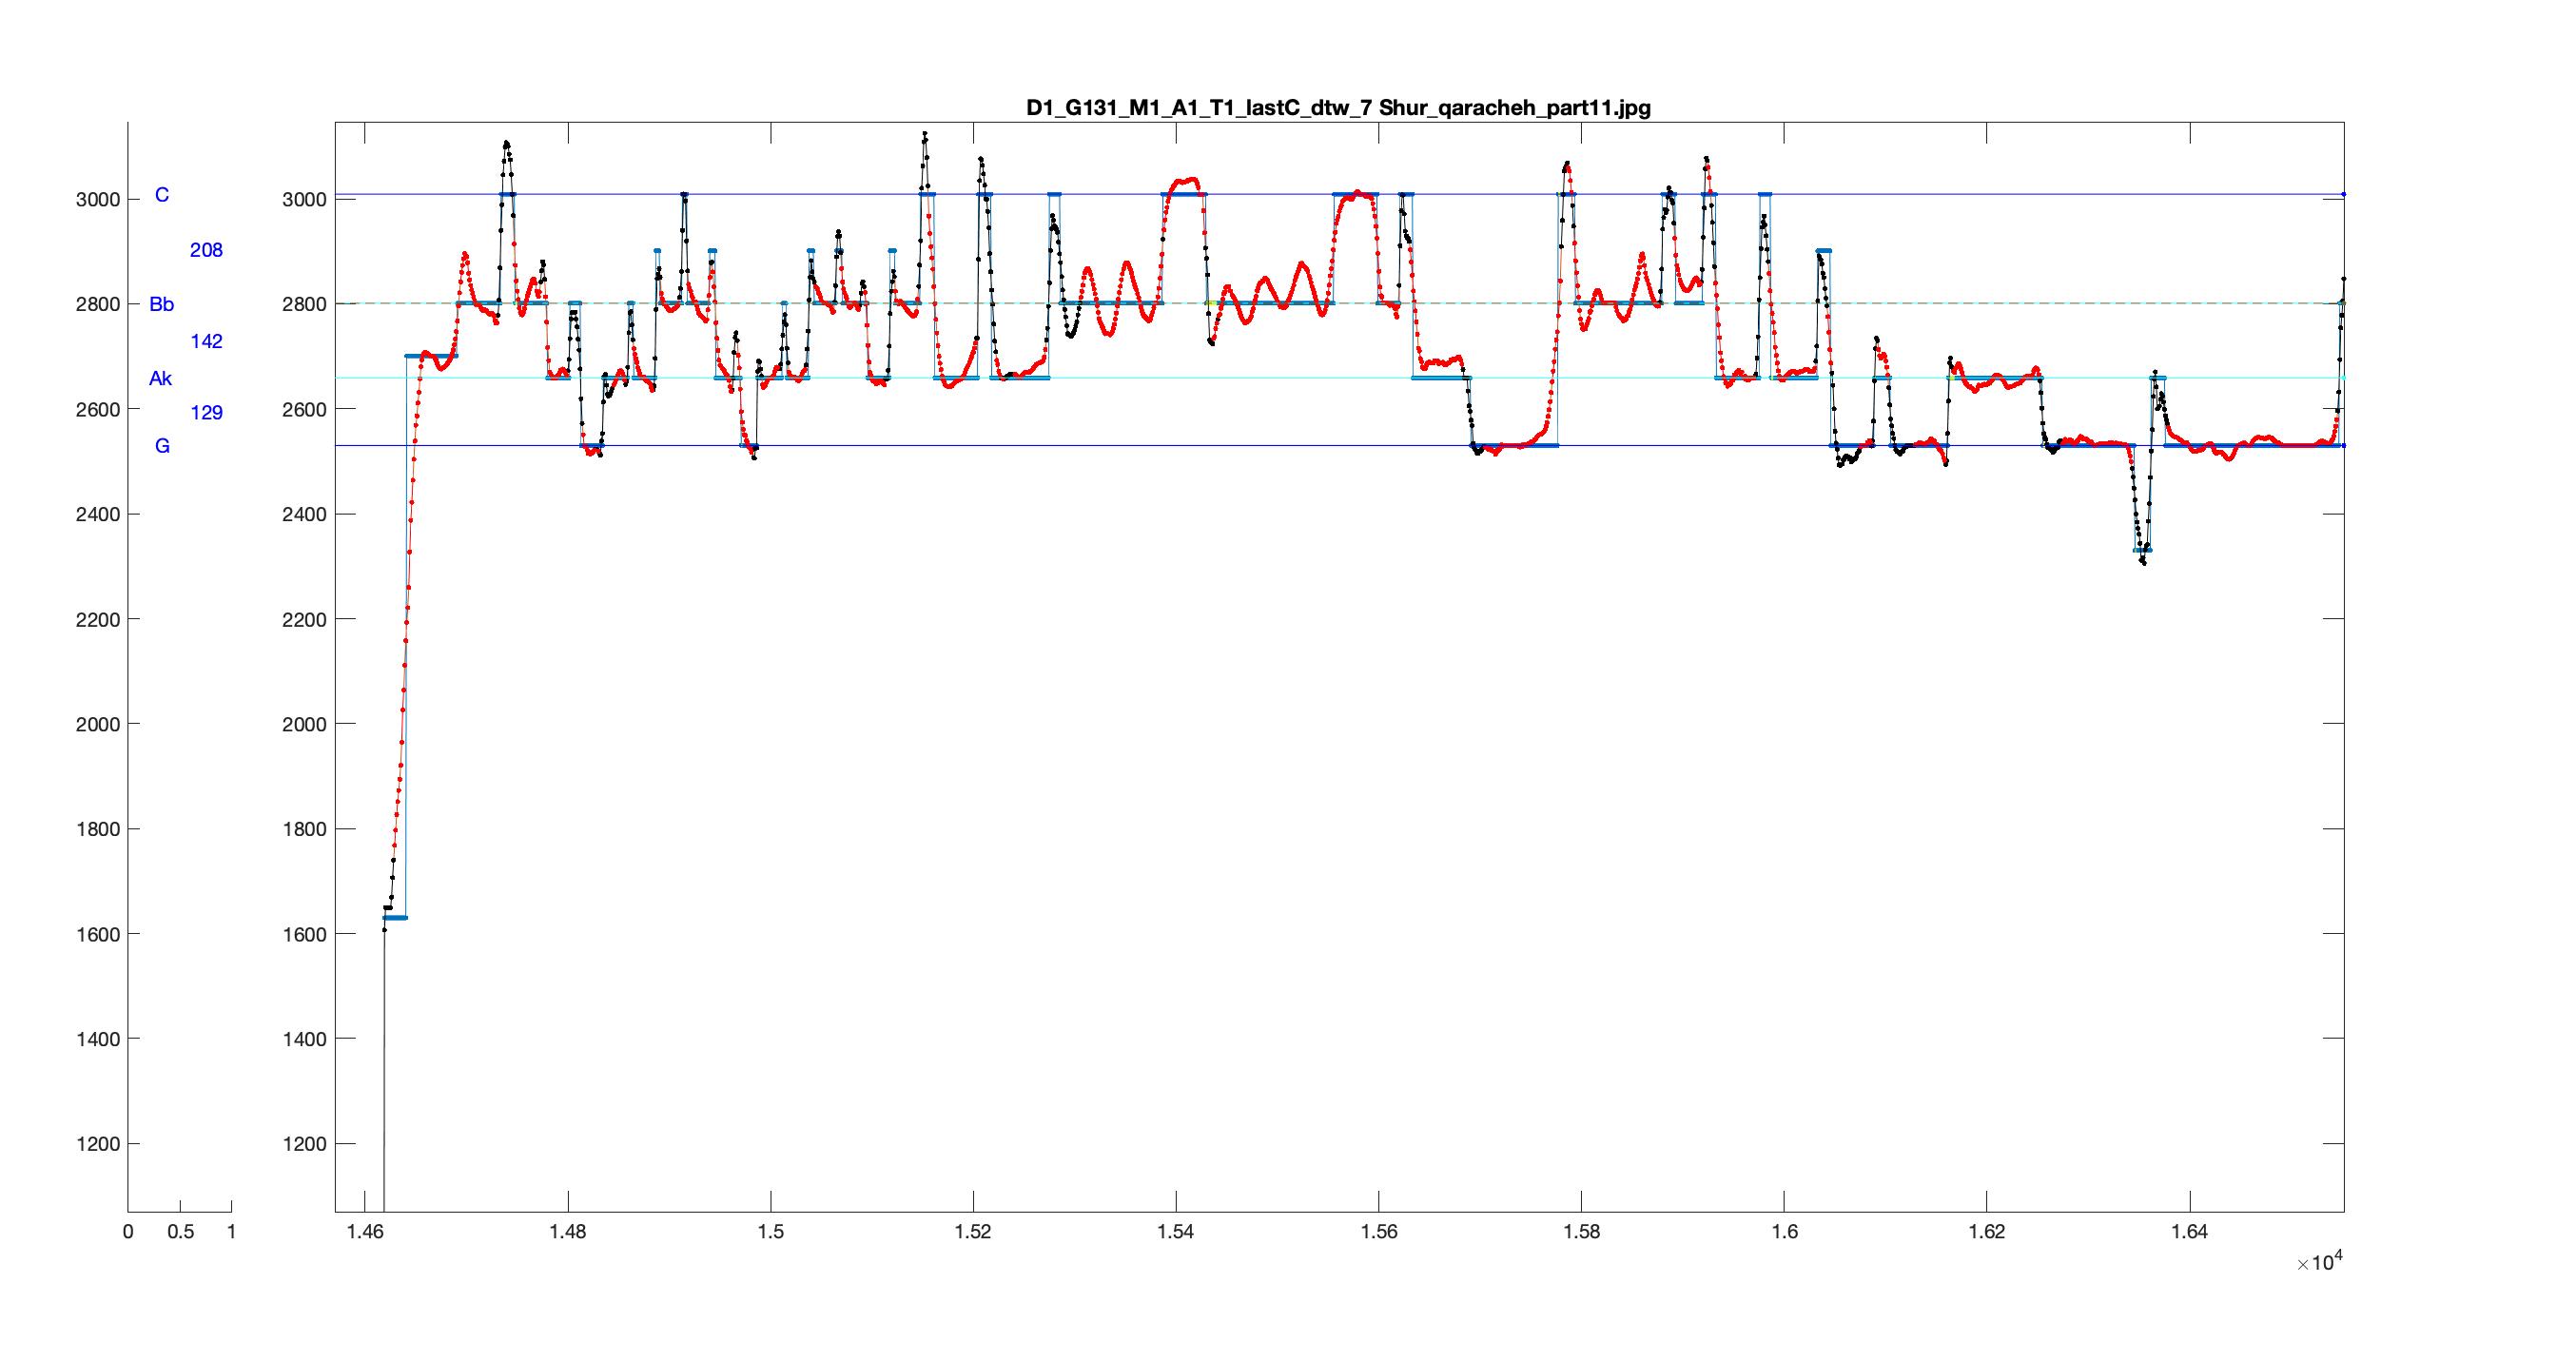 D1_G131_M1_A1_T1_lastC_dtw_7 Shur_qaracheh_part11.jpg
3000 C 3000
208
2800 Bb 2800
142
Ak
2600 129 2600
G
2400 2400
2200 2200
2000 2000
1800 1800
1600 1600
1400 1400
1200 1200
0 0.5 1 1.46 1.48 1.5 1.52 1.54 1.56 1.58 1.6 1.62 1.64
×10^4